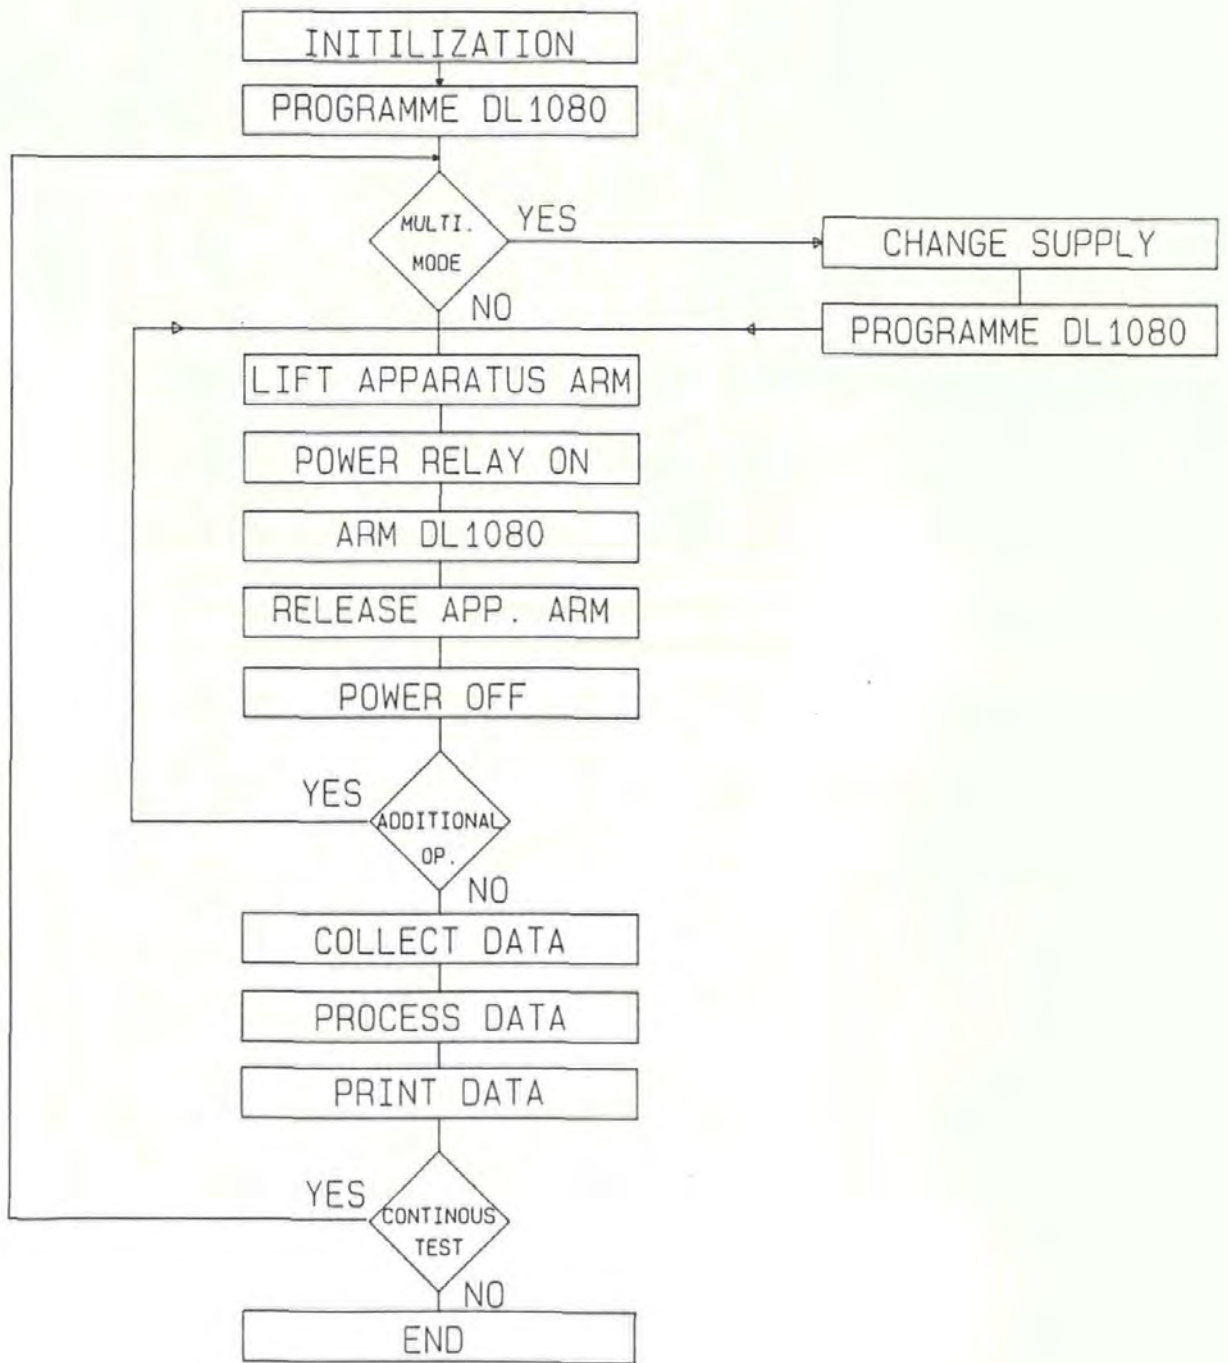 INITILIZATION
PROGRAMME DL1080
MULTI.
MODE
YES
CHANGE SUPPLY
NO
PROGRAMME DL1080
LIFT APPARATUS ARM
POWER RELAY ON
ARM DL1080
RELEASE APP. ARM
POWER OFF
YES
ADDITIONAL
OP.
NO
COLLECT DATA
PROCESS DATA
PRINT DATA
YES
CONTINOUS
TEST
NO
END